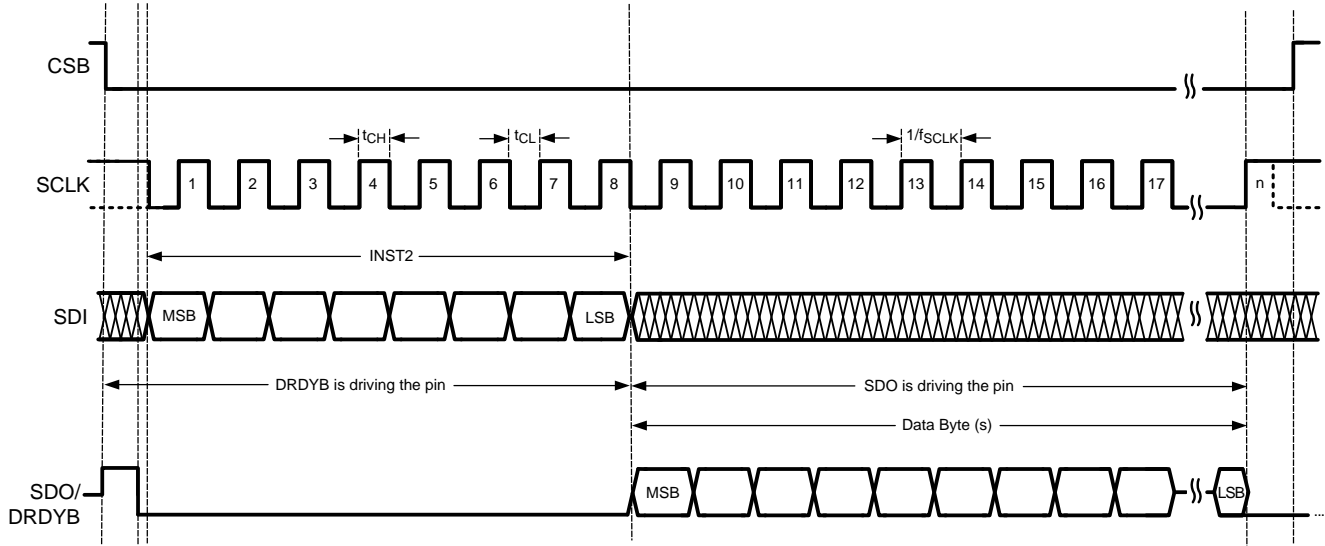 CSB
tCH
tCL
1/fSCLK
SCLK
1 2 3 4 5 6 7 8 9 10 11 12 13 14 15 16 17 n
INST2
SDI
MSB
LSB
DRDYB is driving the pin
SDO is driving the pin
Data Byte (s)
SDO/
DRDYB
MSB
LSB
...